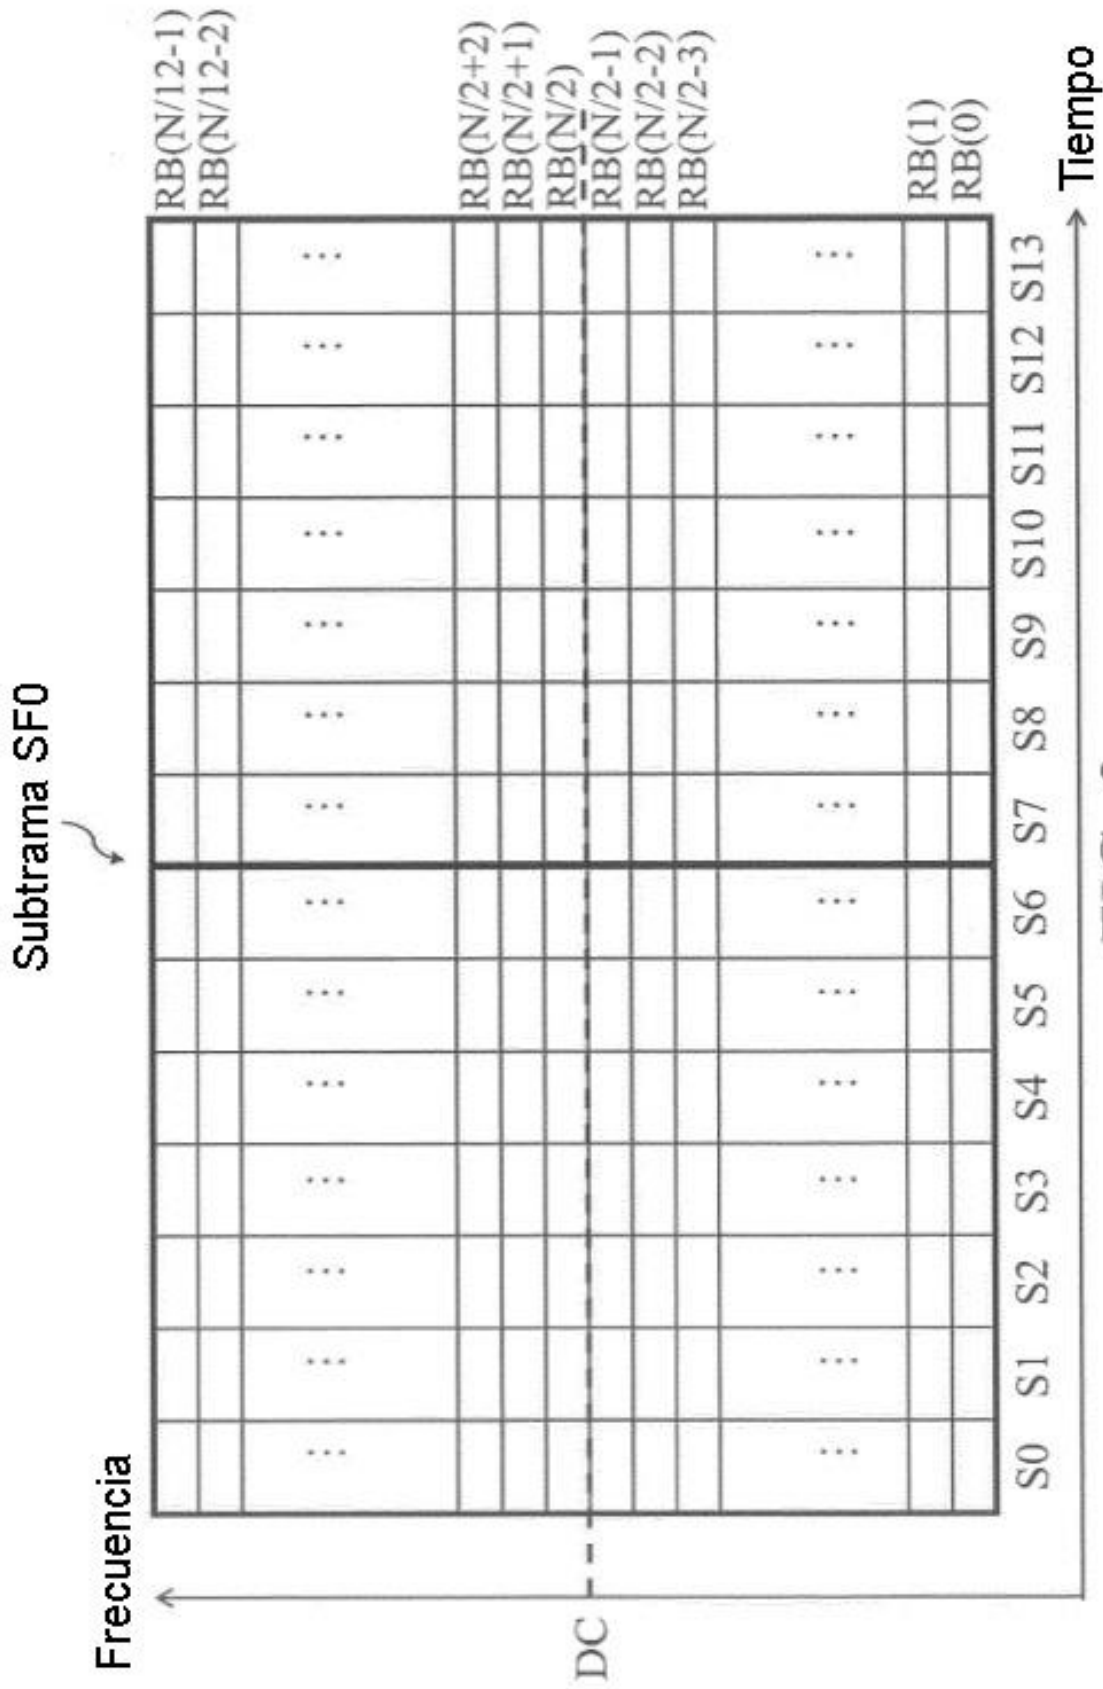 Subtrama SF0
Frecuencia
RB(N/12-1)
RB(N/12-2)
RB(N/2+2)
RB(N/2+1)
RB(N/2)
DC
RB(N/2-1)
RB(N/2-2)
RB(N/2-3)
RB(1)
RB(0)
S0 S1 S2 S3 S4 S5 S6 S7 S8 S9 S10 S11 S12 S13
Tiempo